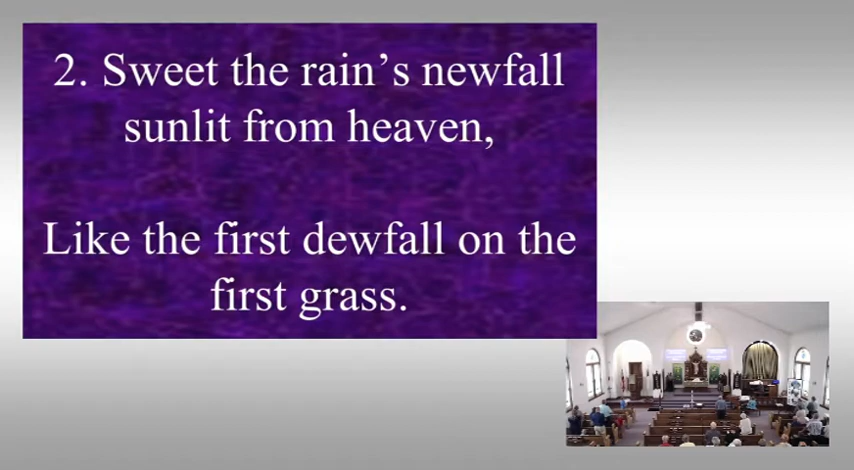 2. Sweet the rain's newfall
sunlit from heaven,
Like the first dewfall on the
first grass.